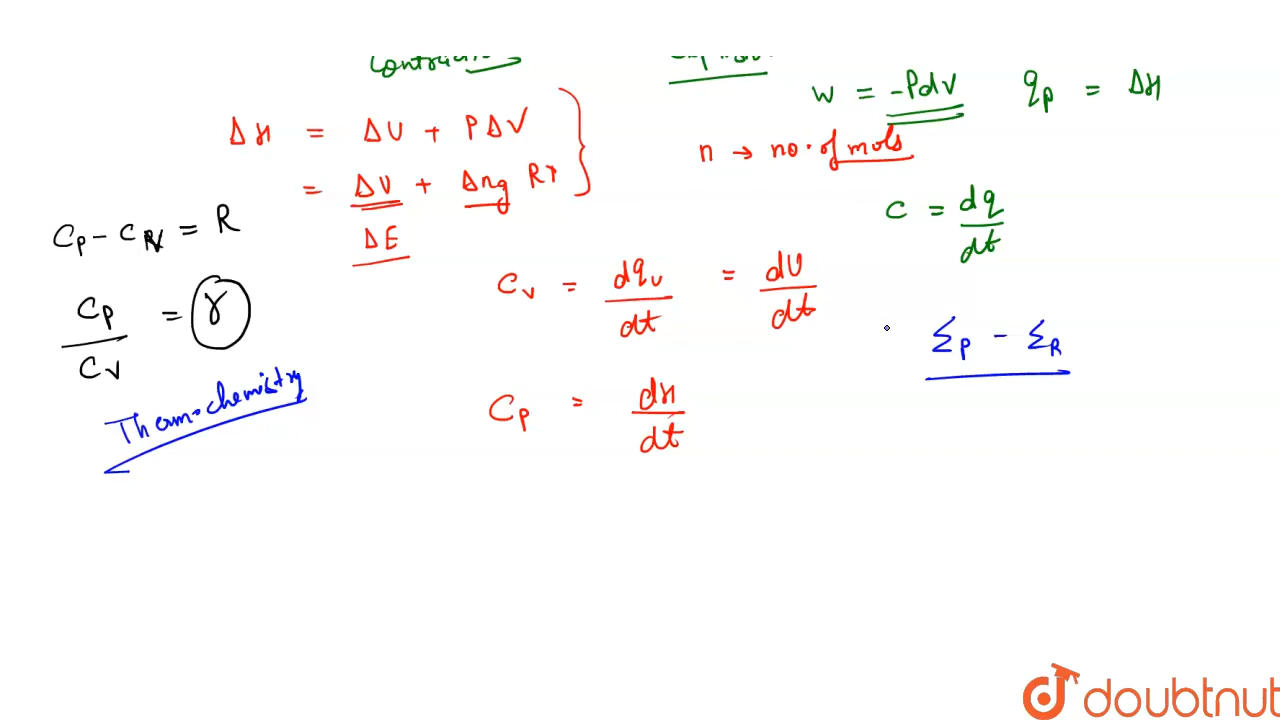 w = -PdV qp = ΔH
ΔH = ΔU + PΔV
n → no. of mols
= ΔU + Δng RT
ΔE
Cp - Cv = R
c = dq/dt
Cv = dqv/dt = dU/dt
Cp/Cv = γ
Σp - ΣR
Thermochemistry
Cp = dH/dt
doubtnut